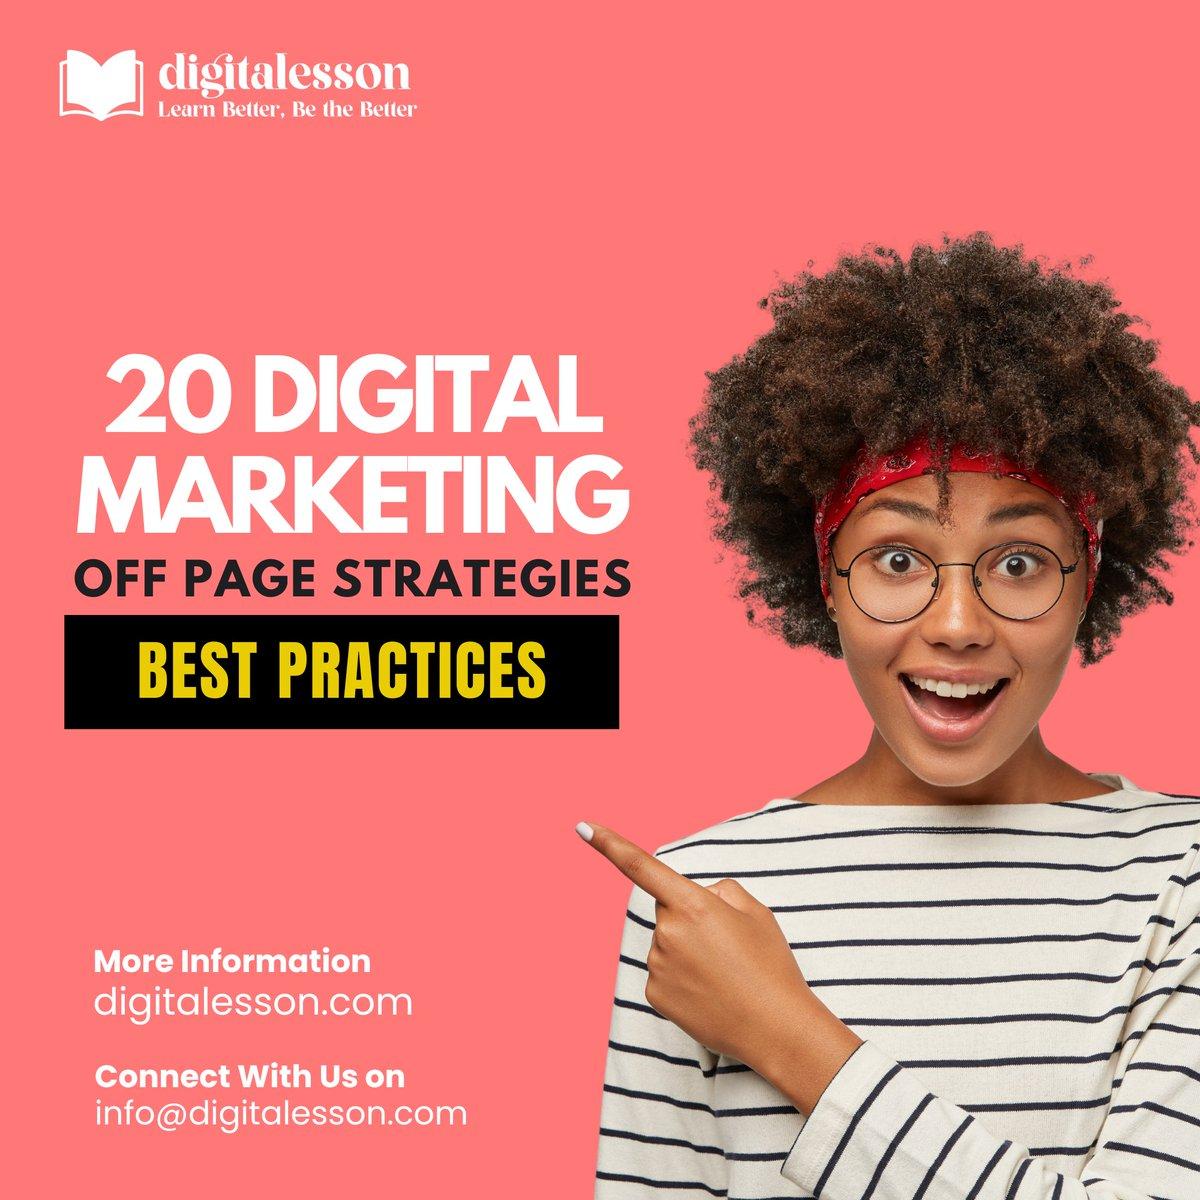 digitalesson
Learn Better, Be the Better
20 DIGITAL
MARKETING
OFF PAGE STRATEGIES
BEST PRACTICES
More Information
digitalesson.com
Connect With Us on
info@digitalesson.com